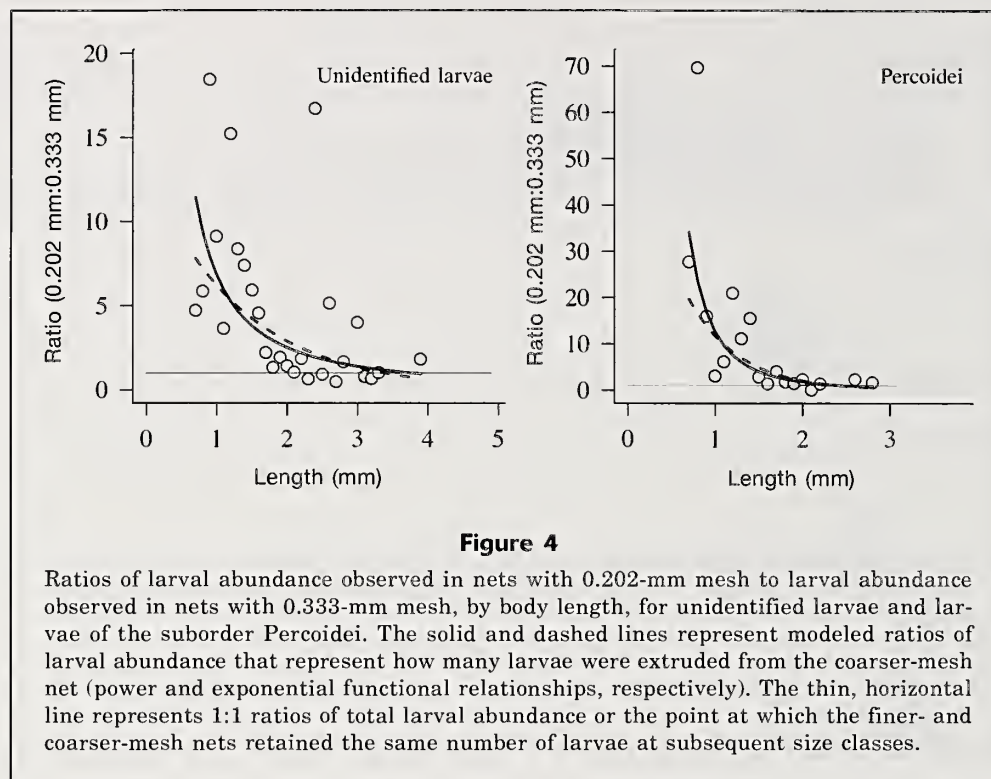 20
15
10
5
0
Ratio (0.202 mm:0.333 mm)
Unidentified larvae
0 1 2 3 4 5
Length (mm)
70
60
50
40
30
20
10
0
Ratio (0.202 mm:0.333 mm)
Percoidei
0 1 2 3
Length (mm)
Figure 4
Ratios of larval abundance observed in nets with 0.202-mm mesh to larval abundance
observed in nets with 0.333-mm mesh, by body length, for unidentified larvae and lar-
vae of the suborder Percoidei. The solid and dashed lines represent modeled ratios of
larval abundance that represent how many larvae were extruded from the coarser-mesh
net (power and exponential functional relationships, respectively). The thin, horizontal
line represents 1:1 ratios of total larval abundance or the point at which the finer- and
coarser-mesh nets retained the same number of larvae at subsequent size classes.